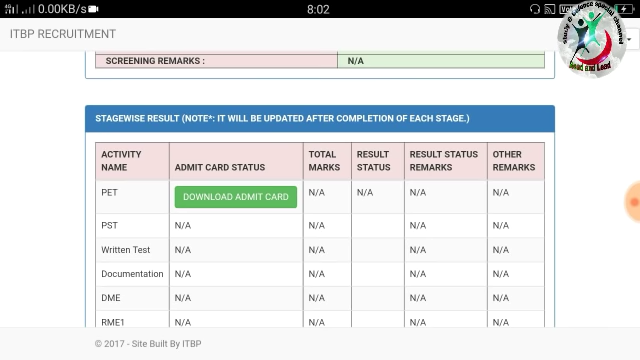 0.00KB/s
8:02
ITBP RECRUITMENT
SCREENING REMARKS : N/A
STAGEWISE RESULT (NOTE*: IT WILL BE UPDATED AFTER COMPLETION OF EACH STAGE.)
ACTIVITY NAME ADMIT CARD STATUS TOTAL MARKS RESULT STATUS RESULT STATUS REMARKS OTHER REMARKS
PET DOWNLOAD ADMIT CARD N/A N/A N/A N/A
PST N/A N/A N/A N/A
Written Test N/A N/A N/A N/A
Documentation N/A N/A N/A N/A
DME N/A N/A N/A N/A
RME1 N/A N/A N/A N/A
© 2017 - Site Built By ITBP
Read and Lead